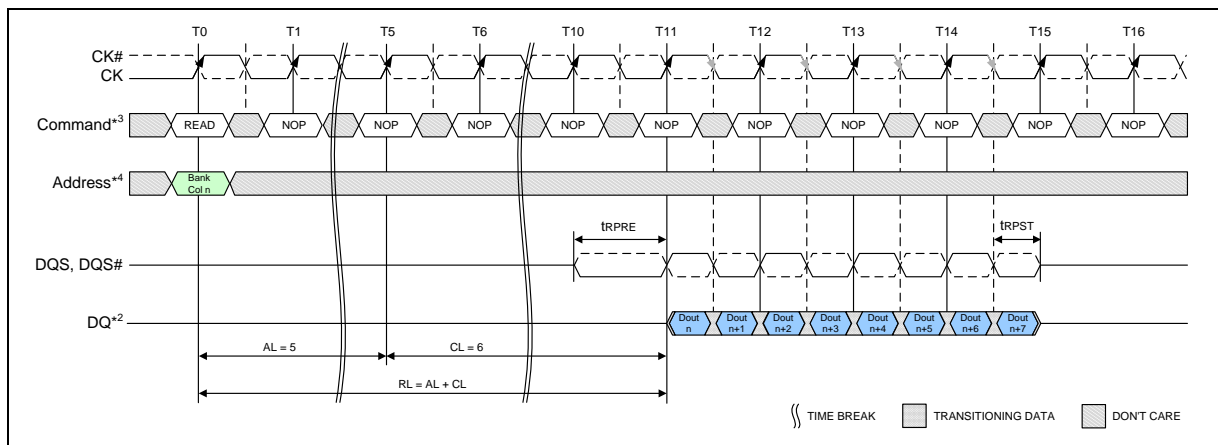 T0 T1 T5 T6 T10 T11 T12 T13 T14 T15 T16
CK#
CK
Command*3 READ NOP NOP NOP NOP NOP NOP NOP NOP NOP NOP
Address*4 Bank
Col n
tRPRE tRPST
DQS, DQS#
DQ*2 Dout Dout Dout Dout Dout Dout Dout Dout
n n+1 n+2 n+3 n+4 n+5 n+6 n+7
AL = 5 CL = 6
RL = AL + CL
TIME BREAK TRANSITIONING DATA DON'T CARE